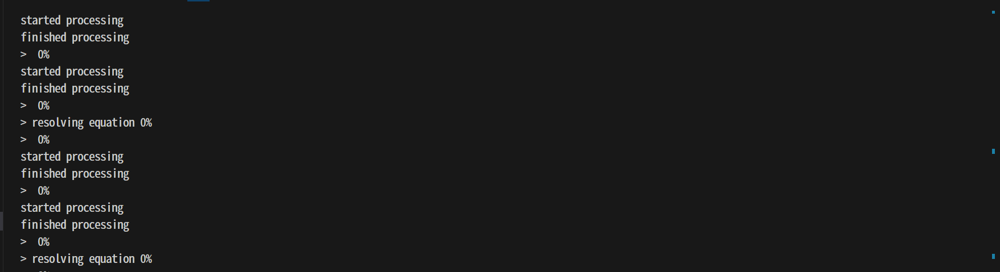 started processing
finished processing
>  0%
started processing
finished processing
>  0%
> resolving equation 0%
>  0%
started processing
finished processing
>  0%
started processing
finished processing
>  0%
> resolving equation 0%